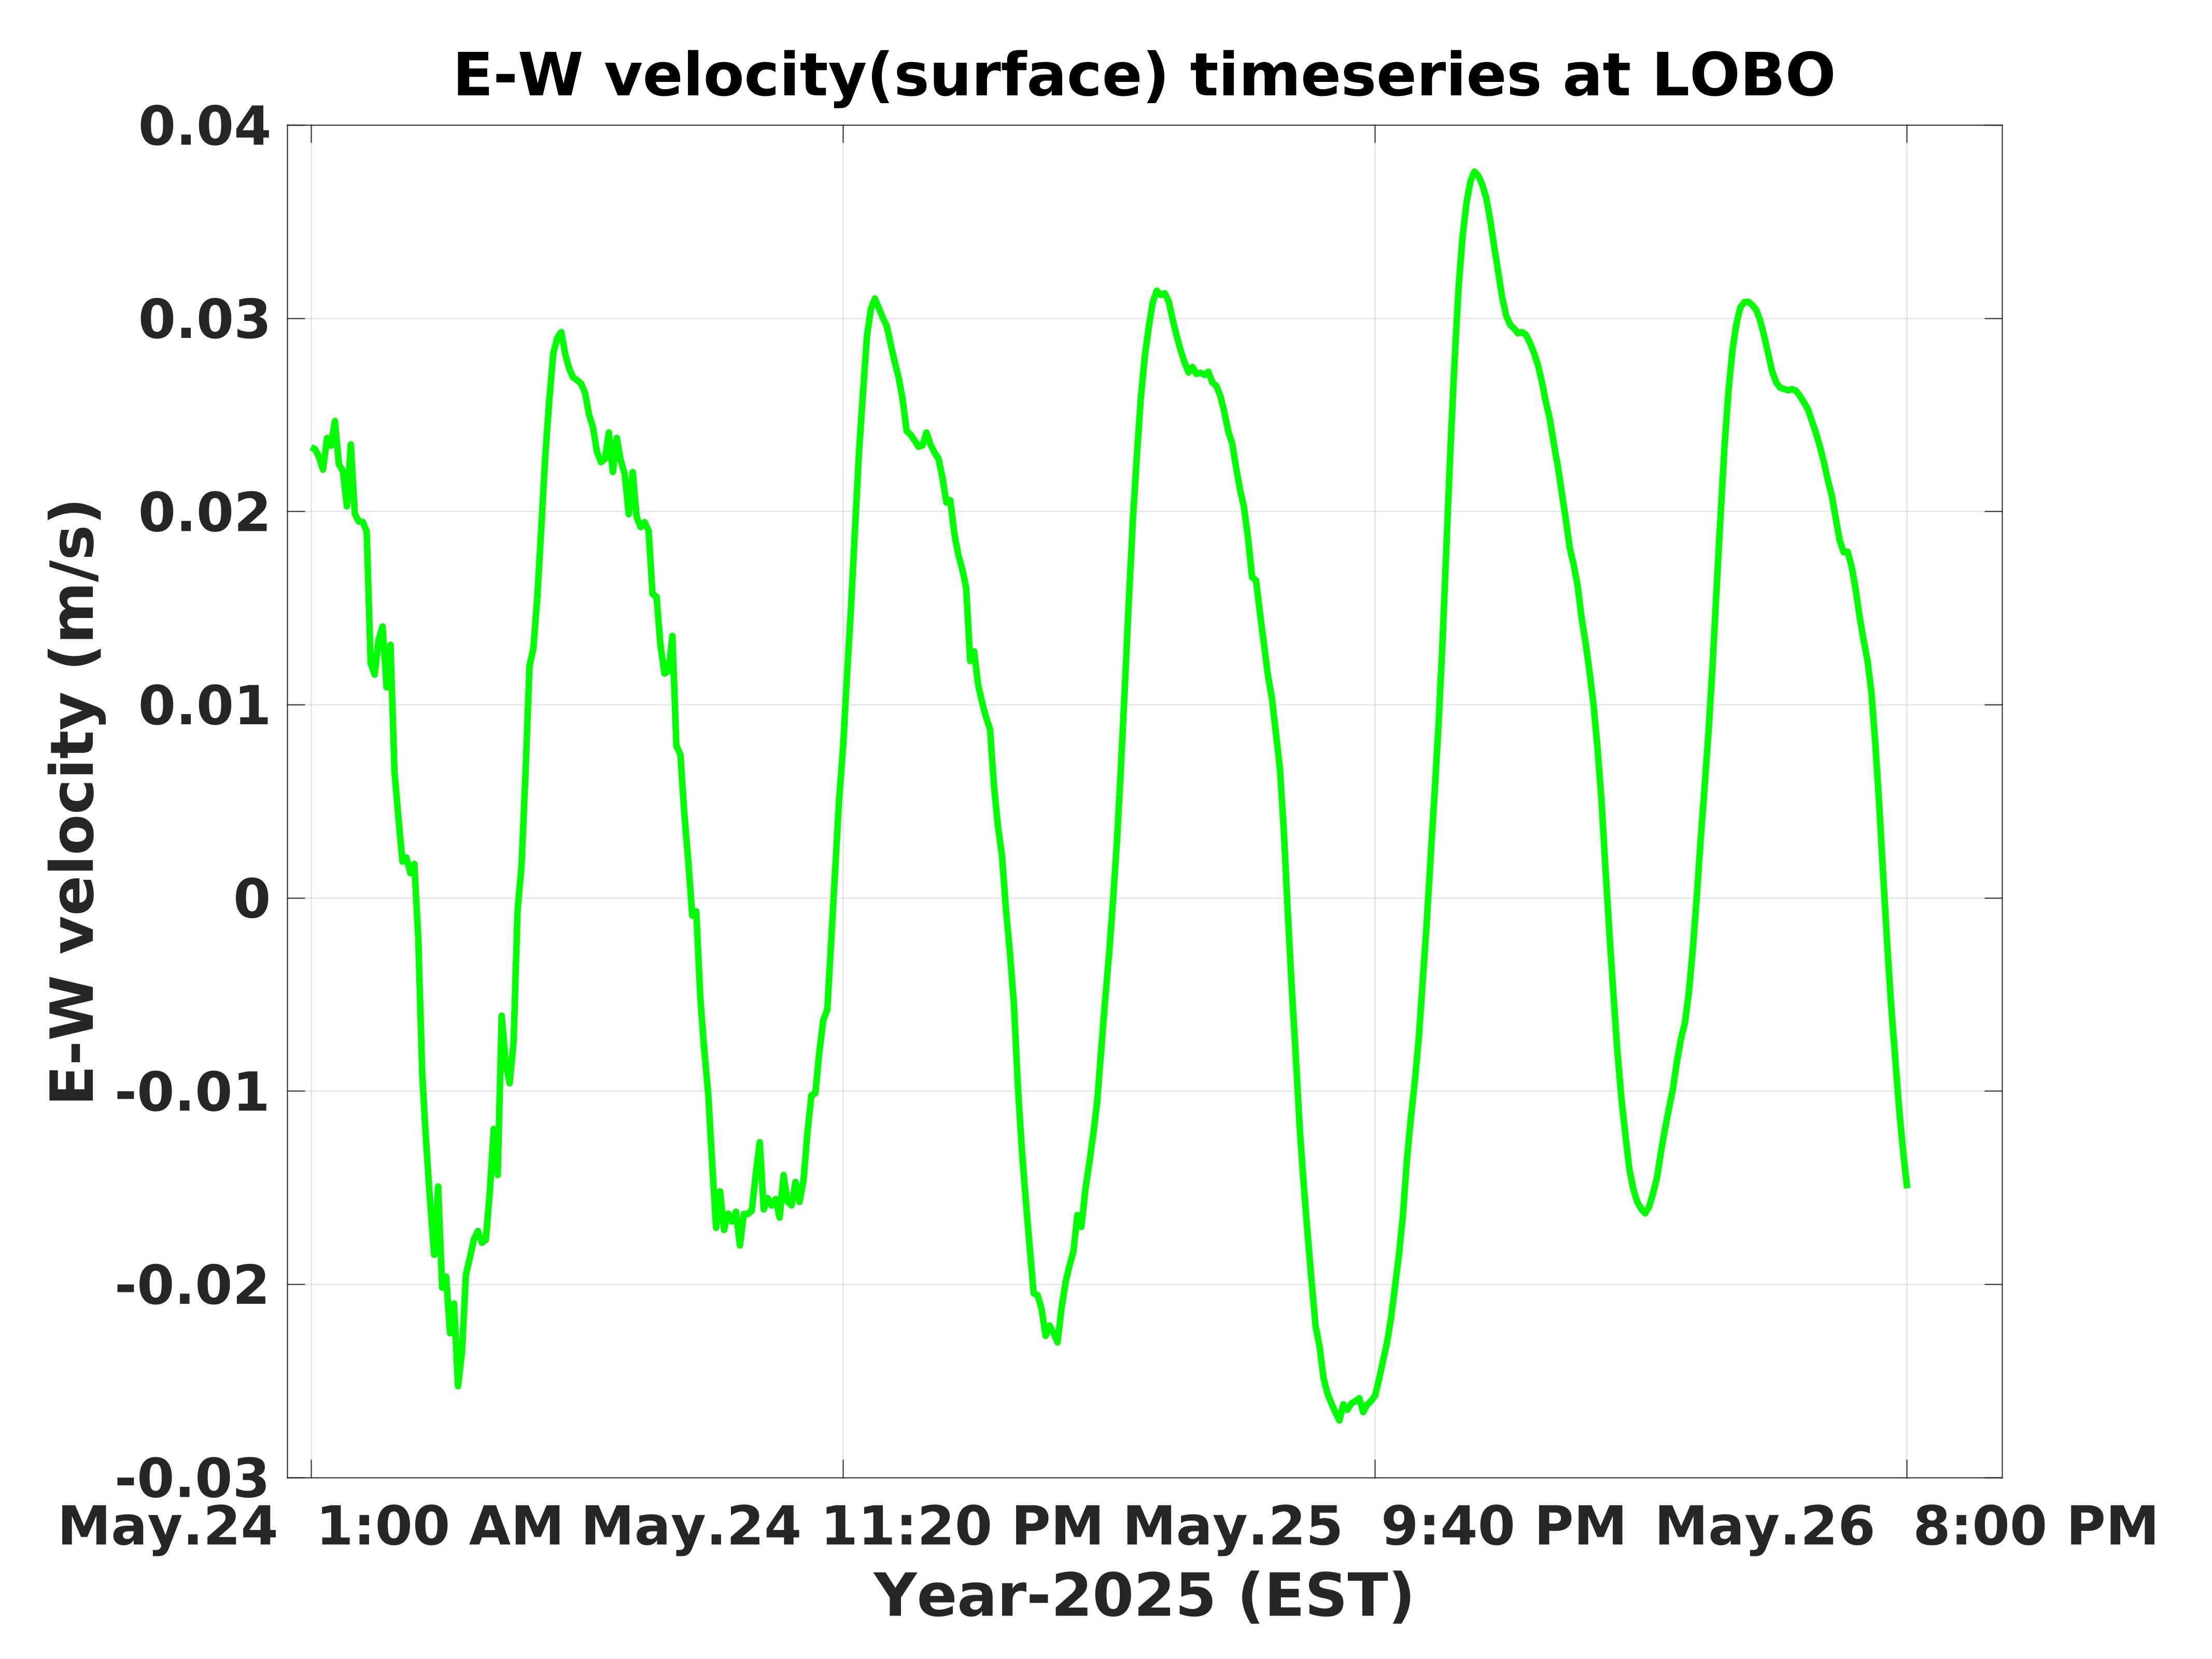 E-W velocity(surface) timeseries at LOBO
0.04
0.03
0.02
0.01
0
-0.01
-0.02
-0.03
E-W velocity (m/s)
May.24 1:00 AM May.24 11:20 PM May.25 9:40 PM May.26 8:00 PM
Year-2025 (EST)